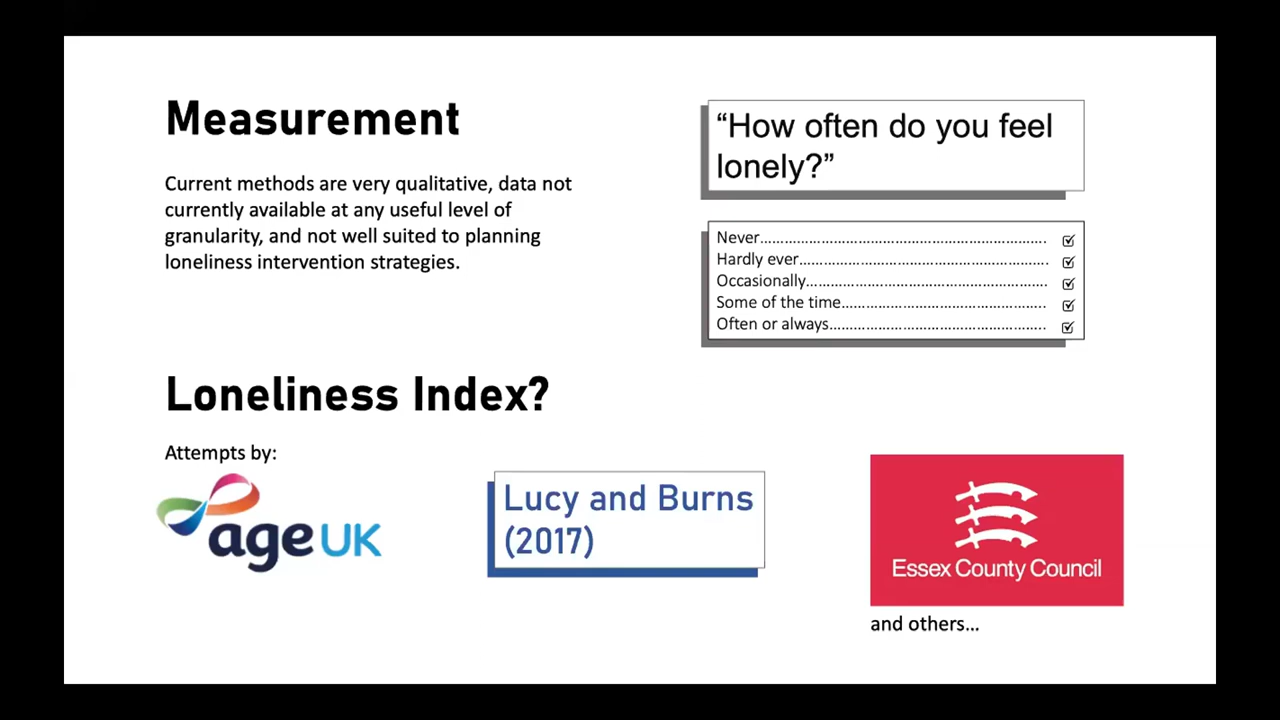 Measurement
Current methods are very qualitative, data not
currently available at any useful level of
granularity, and not well suited to planning
loneliness intervention strategies.
“How often do you feel
lonely?”
Never.................................................................................
Hardly ever.......................................................................
Occasionally.....................................................................
Some of the time..........................................................
Often or always.............................................................
Loneliness Index?
Attempts by:
age UK
Lucy and Burns
(2017)
Essex County Council
and others…